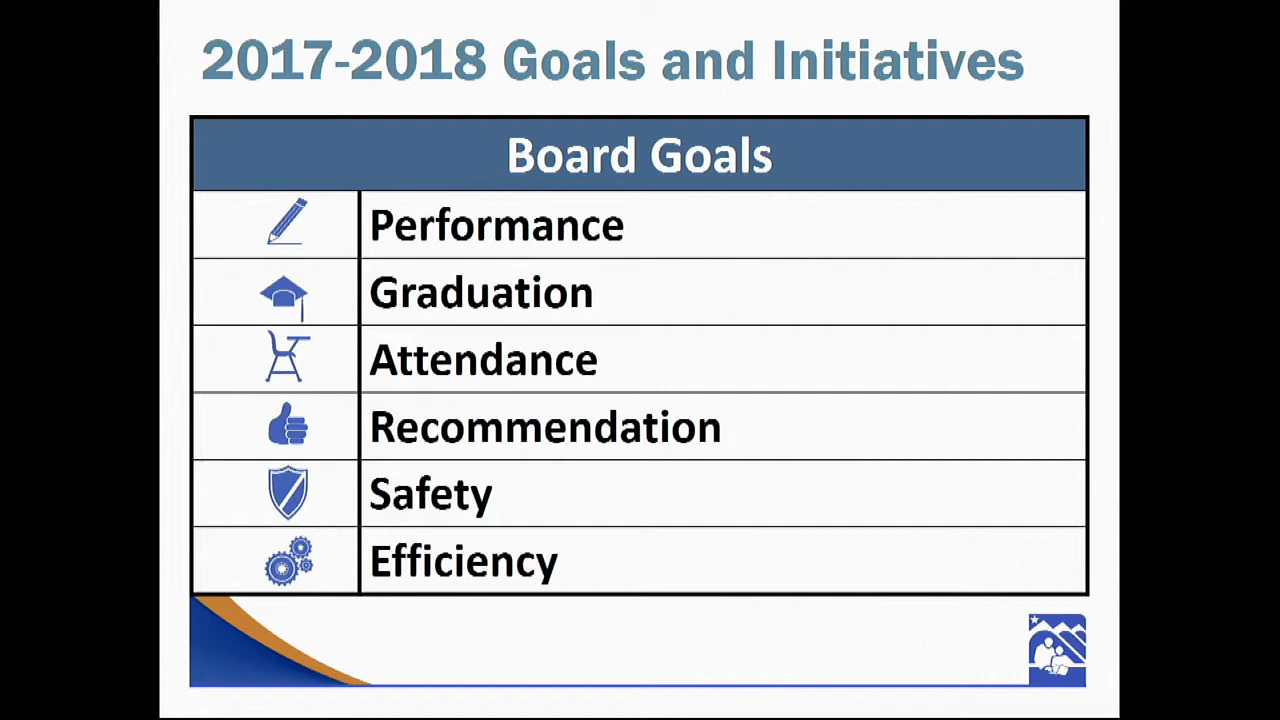 2017-2018 Goals and Initiatives
Board Goals
Performance
Graduation
Attendance
Recommendation
Safety
Efficiency